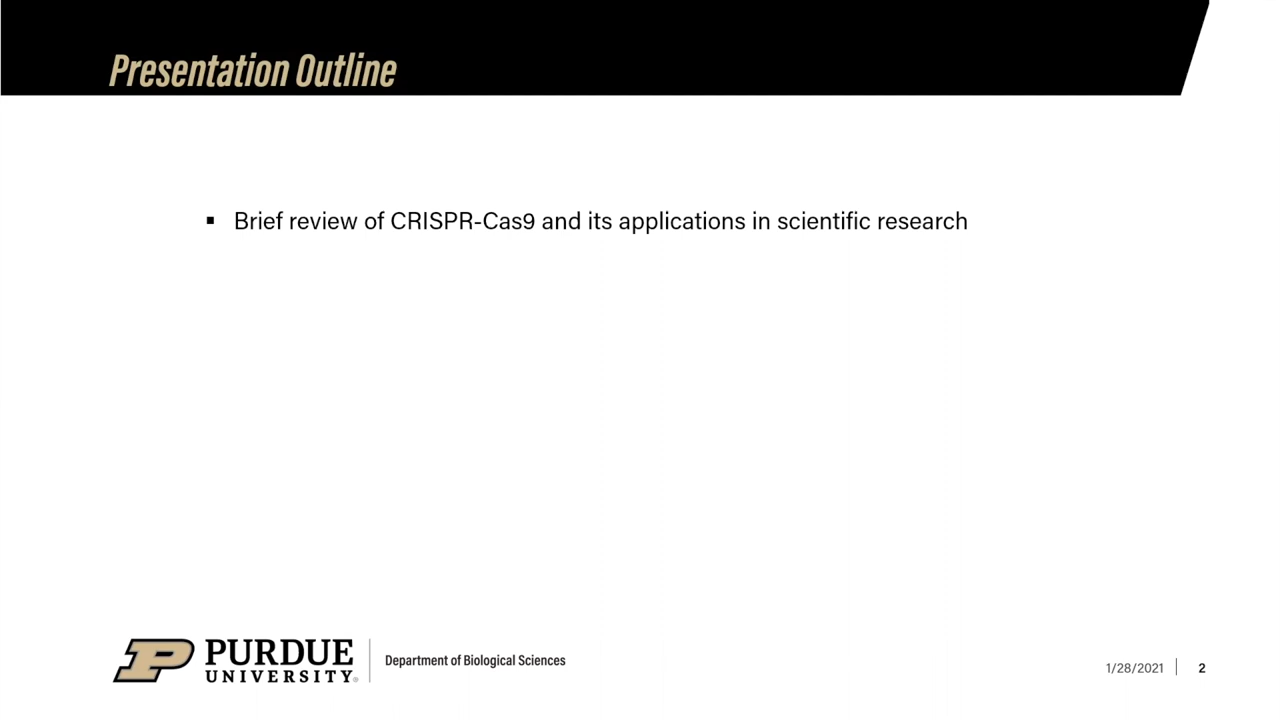 Presentation Outline
▪ Brief review of CRISPR-Cas9 and its applications in scientific research
PURDUE
UNIVERSITY®
Department of Biological Sciences
1/28/2021 | 2